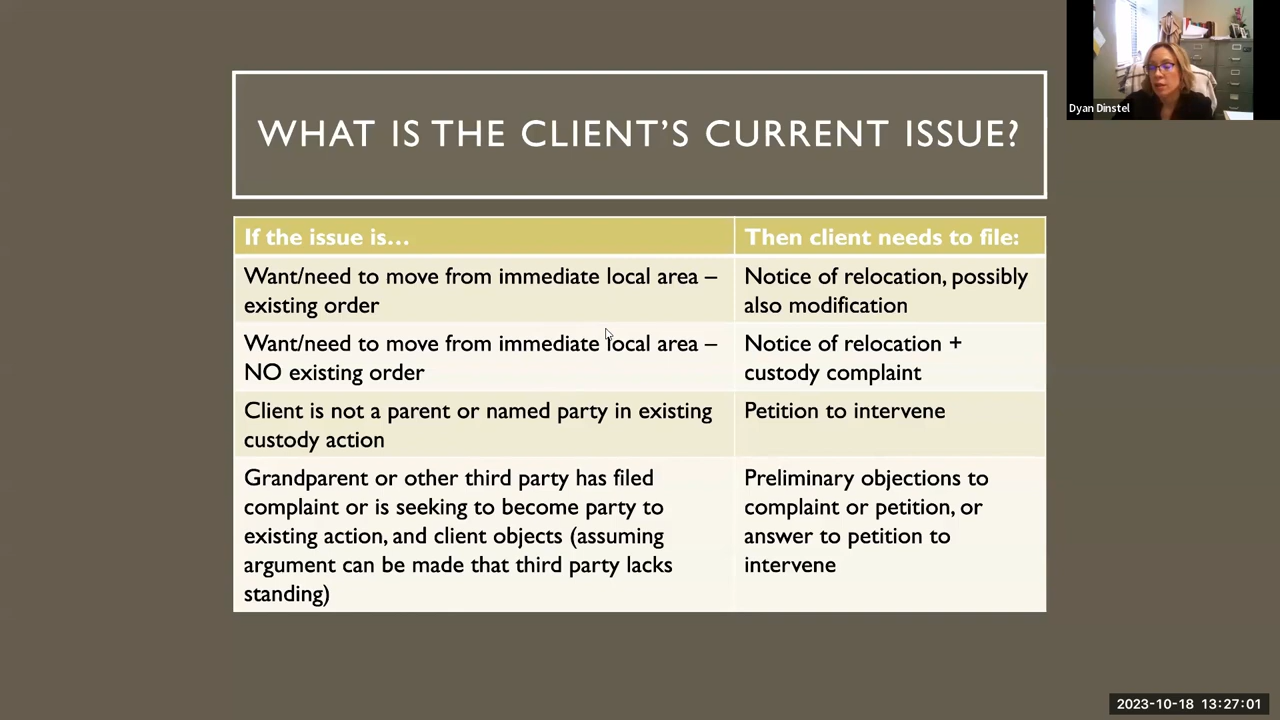 WHAT IS THE CLIENT’S CURRENT ISSUE?
If the issue is…
Then client needs to file:
Want/need to move from immediate local area –
existing order
Notice of relocation, possibly
also modification
Want/need to move from immediate local area –
NO existing order
Notice of relocation +
custody complaint
Client is not a parent or named party in existing
custody action
Petition to intervene
Grandparent or other third party has filed
complaint or is seeking to become party to
existing action, and client objects (assuming
argument can be made that third party lacks
standing)
Preliminary objections to
complaint or petition, or
answer to petition to
intervene
Dyan Dinstel
2023-10-18 13:27:01